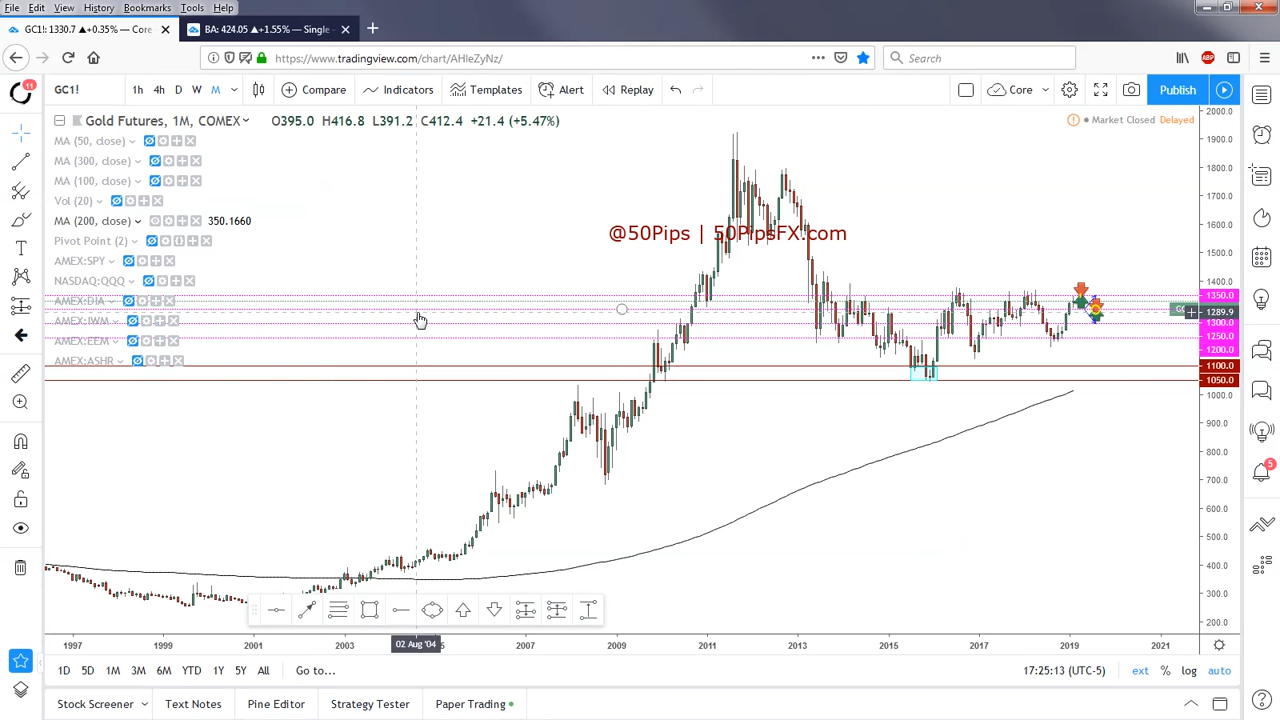 File Edit View History Bookmarks Tools Help
GC1!: 1330.7 ▲+0.35% — Core
BA: 424.05 ▲+1.55% — Single
https://www.tradingview.com/chart/AHIeZyNz/
Search
ABP
11
GC1!
1h 4h D W M
Compare
Indicators
Templates
Alert
Replay
Core
Publish
Gold Futures, 1M, COMEX
O395.0 H416.8 L391.2 C412.4 +21.4 (+5.47%)
Market Closed Delayed
MA (50, close)
MA (300, close)
MA (100, close)
Vol (20)
MA (200, close) 350.1660
Pivot Point (2)
AMEX:SPY
NASDAQ:QQQ
AMEX:DIA
AMEX:IWM
AMEX:EEM
AMEX:ASHR
@50Pips | 50PipsFX.com
2000.0
1800.0
1700.0
1600.0
1500.0
1400.0
1350.0
1289.9
1300.0
1250.0
1200.0
1100.0
1050.0
1000.0
900.0
800.0
700.0
600.0
500.0
400.0
300.0
200.0
5
1997 1999 2001 2003 02 Aug '04 2007 2009 2011 2013 2015 2017 2019 2021
1D 5D 1M 3M 6M YTD 1Y 5Y All Go to...
17:25:13 (UTC-5) ext % log auto
Stock Screener Text Notes Pine Editor Strategy Tester Paper Trading